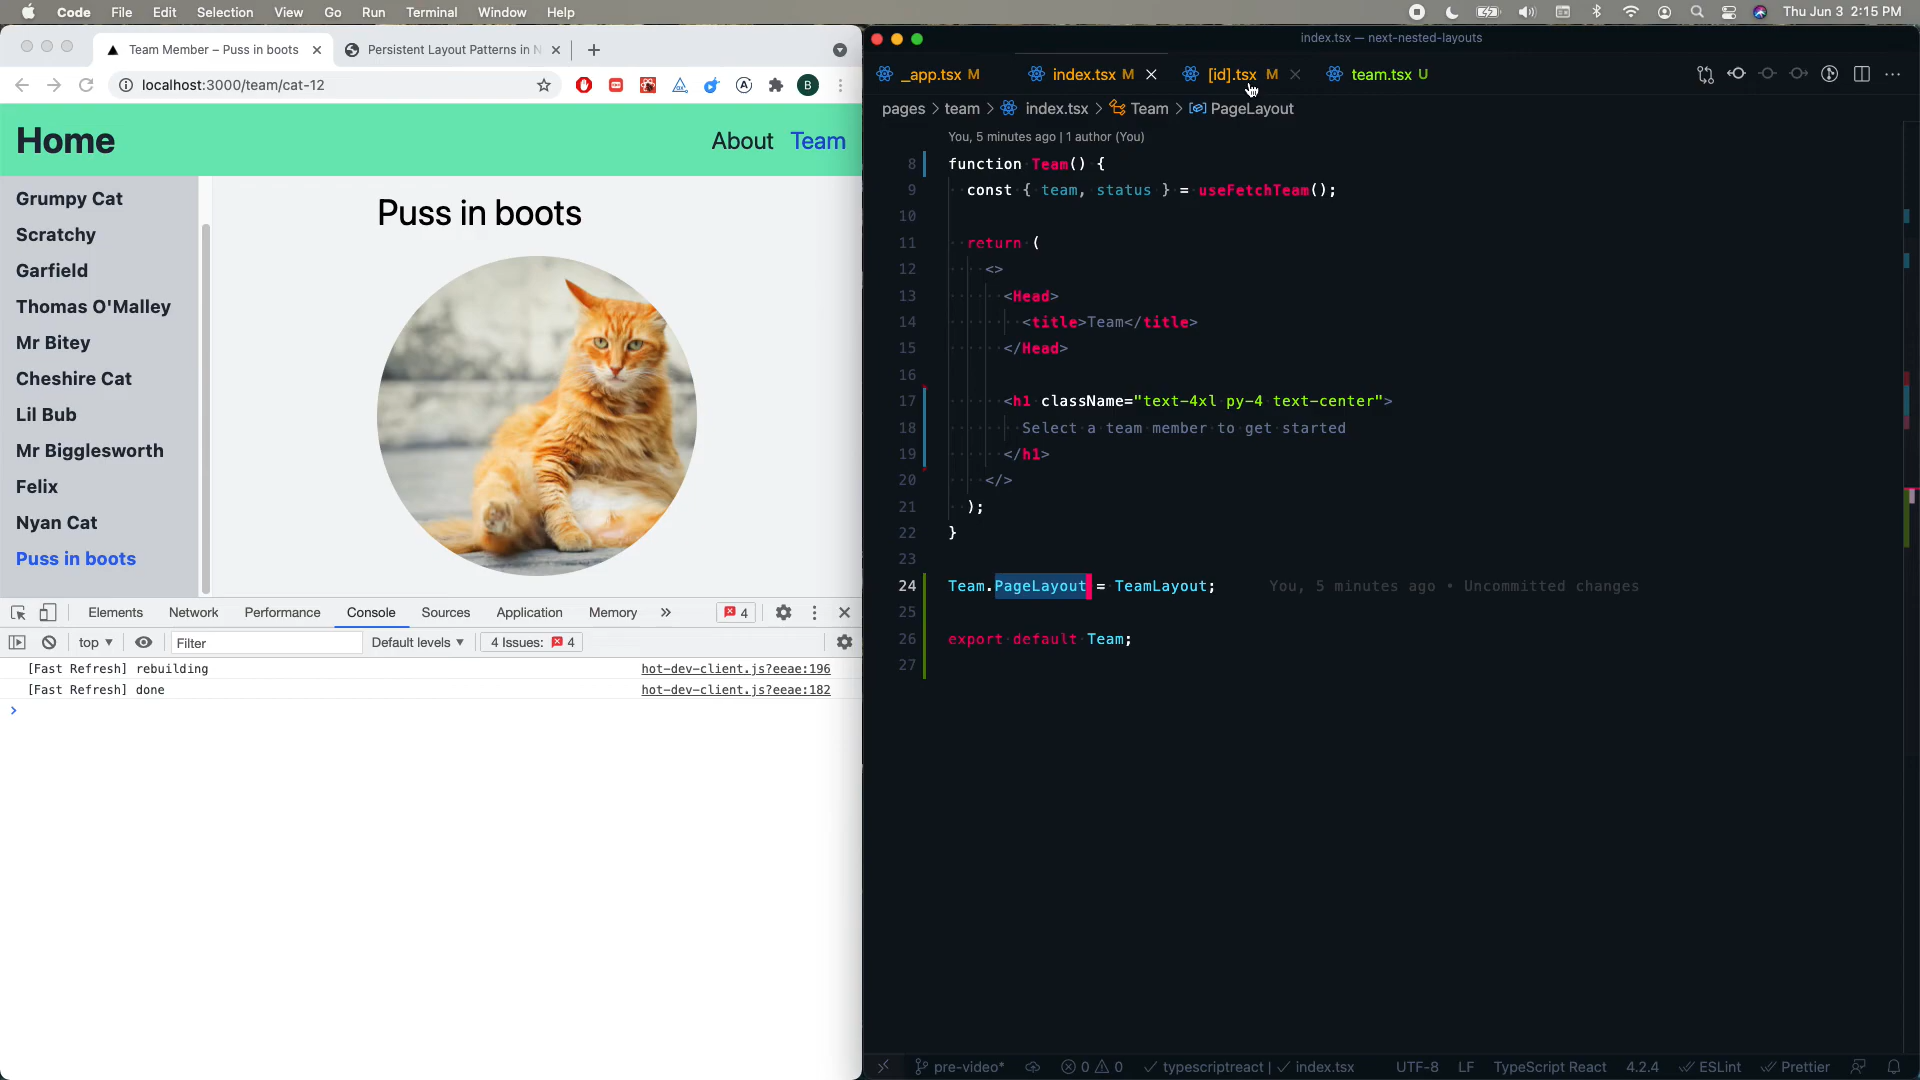 Code File Edit Selection View Go Run Terminal Window Help Thu Jun 3 2:15 PM
Team Member – Puss in boots Persistent Layout Patterns in N
localhost:3000/team/cat-12 B
Home About Team
Grumpy Cat
Scratchy
Garfield
Thomas O'Malley
Mr Bitey
Cheshire Cat
Lil Bub
Mr Bigglesworth
Felix
Nyan Cat
Puss in boots
Puss in boots
Elements Network Performance Console Sources Application Memory » 4
top Filter Default levels 4 Issues: 4
[Fast Refresh] rebuilding hot-dev-client.js?eeae:196
[Fast Refresh] done hot-dev-client.js?eeae:182
index.tsx — next-nested-layouts
_app.tsx M index.tsx M [id].tsx M team.tsx U
pages > team > index.tsx > Team > PageLayout
You, 5 minutes ago | 1 author (You)
8 function Team() {
9 const { team, status } = useFetchTeam();
10
11 return (
12 <>
13 <Head>
14 <title>Team</title>
15 </Head>
16
17 <h1 className="text-4xl py-4 text-center">
18 Select a team member to get started
19 </h1>
20 </>
21 );
22 }
23
24 Team.PageLayout = TeamLayout; You, 5 minutes ago • Uncommitted changes
25
26 export default Team;
27
pre-video* 0 0 typescriptreact | index.tsx UTF-8 LF TypeScript React 4.2.4 ESLint Prettier